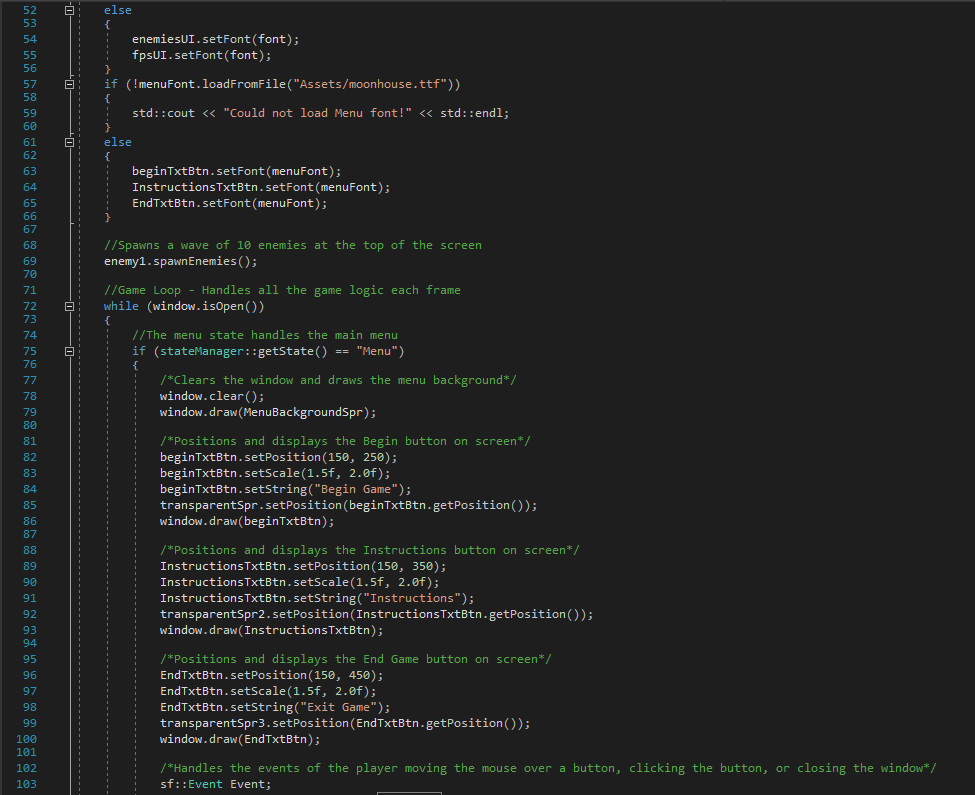 52 else
53 {
54 enemiesUI.setFont(font);
55 fpsUI.setFont(font);
56 }
57 if (!menuFont.loadFromFile("Assets/moonhouse.ttf"))
58 {
59 std::cout << "Could not load Menu font!" << std::endl;
60 }
61 else
62 {
63 beginTxtBtn.setFont(menuFont);
64 InstructionsTxtBtn.setFont(menuFont);
65 EndTxtBtn.setFont(menuFont);
66 }
67
68 //Spawns a wave of 10 enemies at the top of the screen
69 enemy1.spawnEnemies();
70
71 //Game Loop - Handles all the game logic each frame
72 while (window.isOpen())
73 {
74 //The menu state handles the main menu
75 if (stateManager::getState() == "Menu")
76 {
77 /*Clears the window and draws the menu background*/
78 window.clear();
79 window.draw(MenuBackgroundSpr);
80
81 /*Positions and displays the Begin button on screen*/
82 beginTxtBtn.setPosition(150, 250);
83 beginTxtBtn.setScale(1.5f, 2.0f);
84 beginTxtBtn.setString("Begin Game");
85 transparentSpr.setPosition(beginTxtBtn.getPosition());
86 window.draw(beginTxtBtn);
87
88 /*Positions and displays the Instructions button on screen*/
89 InstructionsTxtBtn.setPosition(150, 350);
90 InstructionsTxtBtn.setScale(1.5f, 2.0f);
91 InstructionsTxtBtn.setString("Instructions");
92 transparentSpr2.setPosition(InstructionsTxtBtn.getPosition());
93 window.draw(InstructionsTxtBtn);
94
95 /*Positions and displays the End Game button on screen*/
96 EndTxtBtn.setPosition(150, 450);
97 EndTxtBtn.setScale(1.5f, 2.0f);
98 EndTxtBtn.setString("Exit Game");
99 transparentSpr3.setPosition(EndTxtBtn.getPosition());
100 window.draw(EndTxtBtn);
101
102 /*Handles the events of the player moving the mouse over a button, clicking the button, or closing the window*/
103 sf::Event Event;